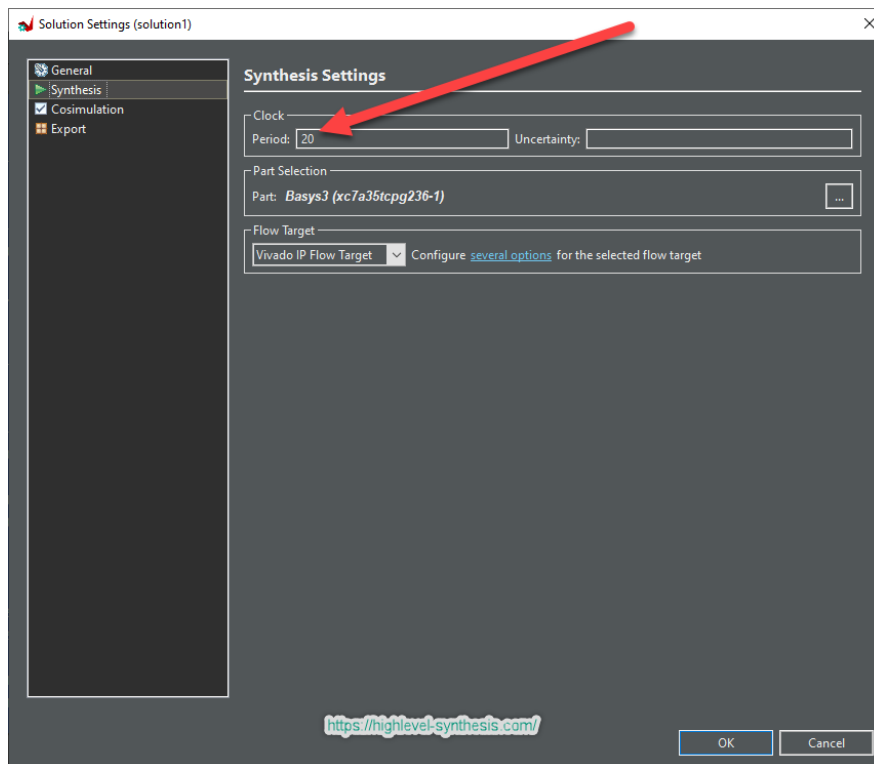 Solution Settings (solution1)
General
Synthesis
Cosimulation
Export
Synthesis Settings
Clock
Period: 20 Uncertainty:
Part Selection
Part: Basys3 (xc7a35tcpg236-1) ...
Flow Target
Vivado IP Flow Target Configure several options for the selected flow target
https://highlevel-synthesis.com/
OK Cancel